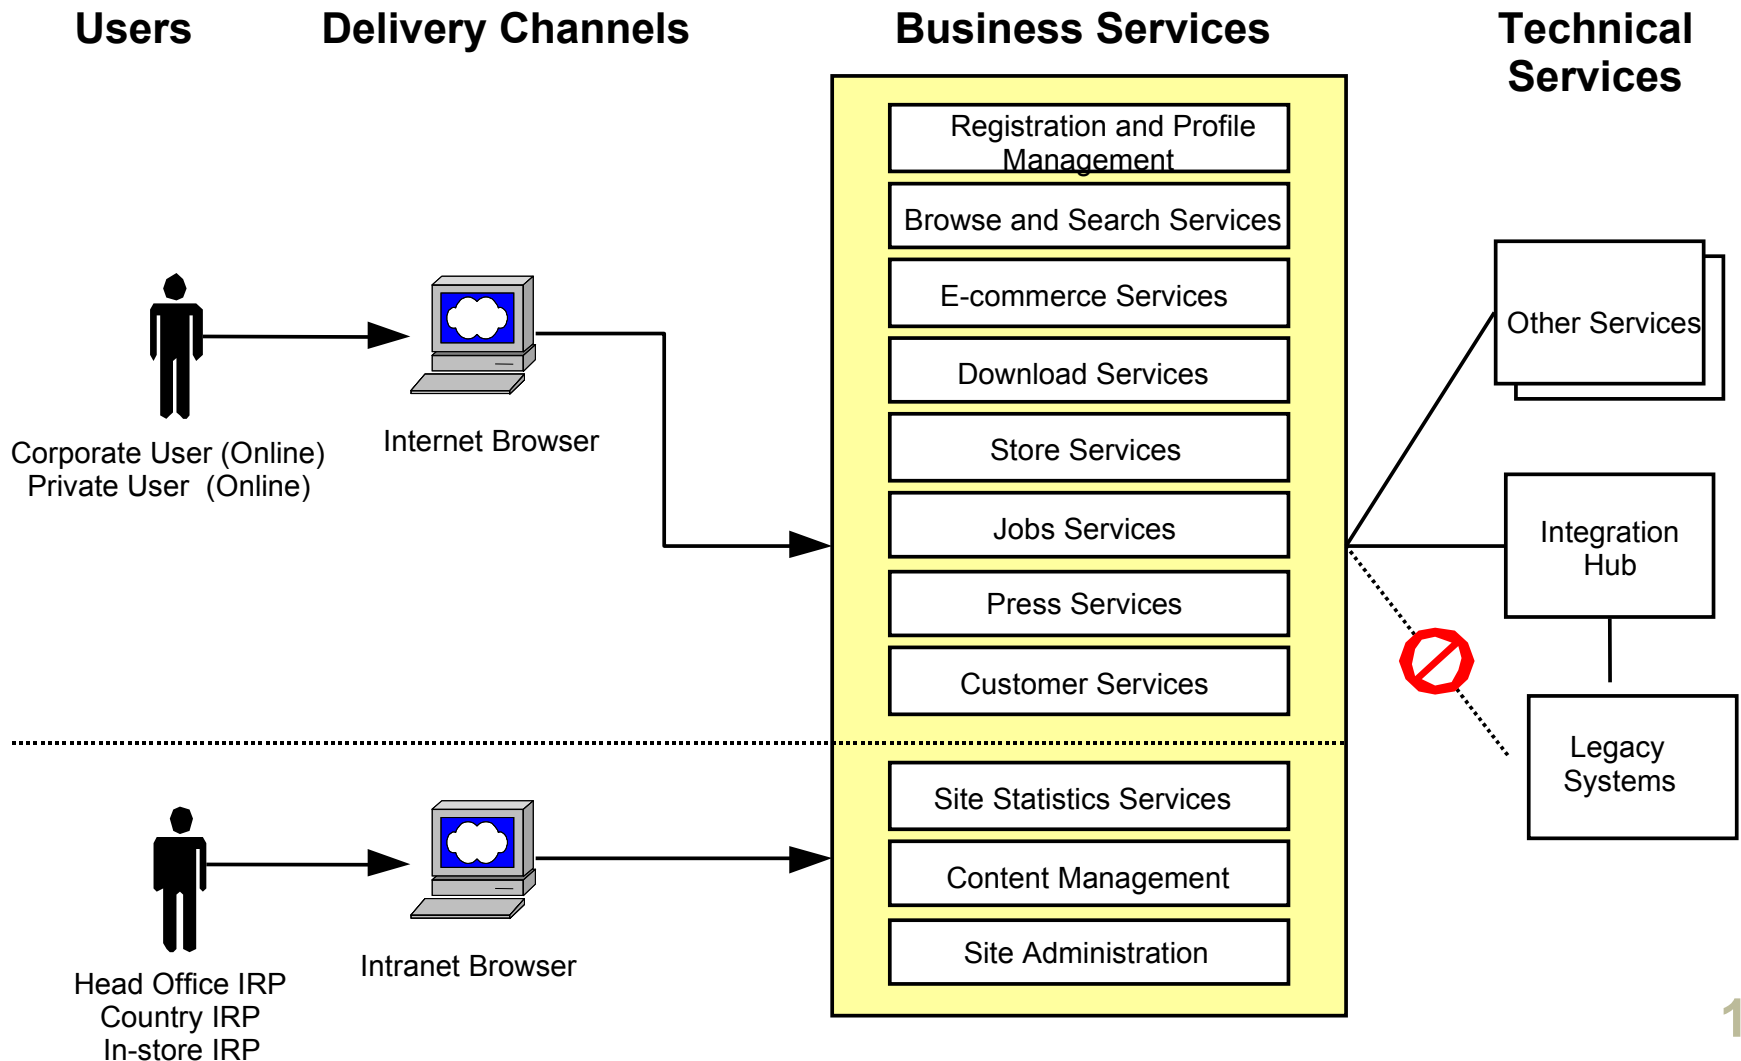 Users
Delivery Channels
Business Services
Technical
Services
Registration and Profile
Management
Browse and Search Services
E-commerce Services
Download Services
Store Services
Jobs Services
Press Services
Customer Services
Site Statistics Services
Content Management
Site Administration
Corporate User (Online)
Private User (Online)
Internet Browser
Head Office IRP
Country IRP
In-store IRP
Intranet Browser
Other Services
Integration
Hub
Legacy
Systems
1